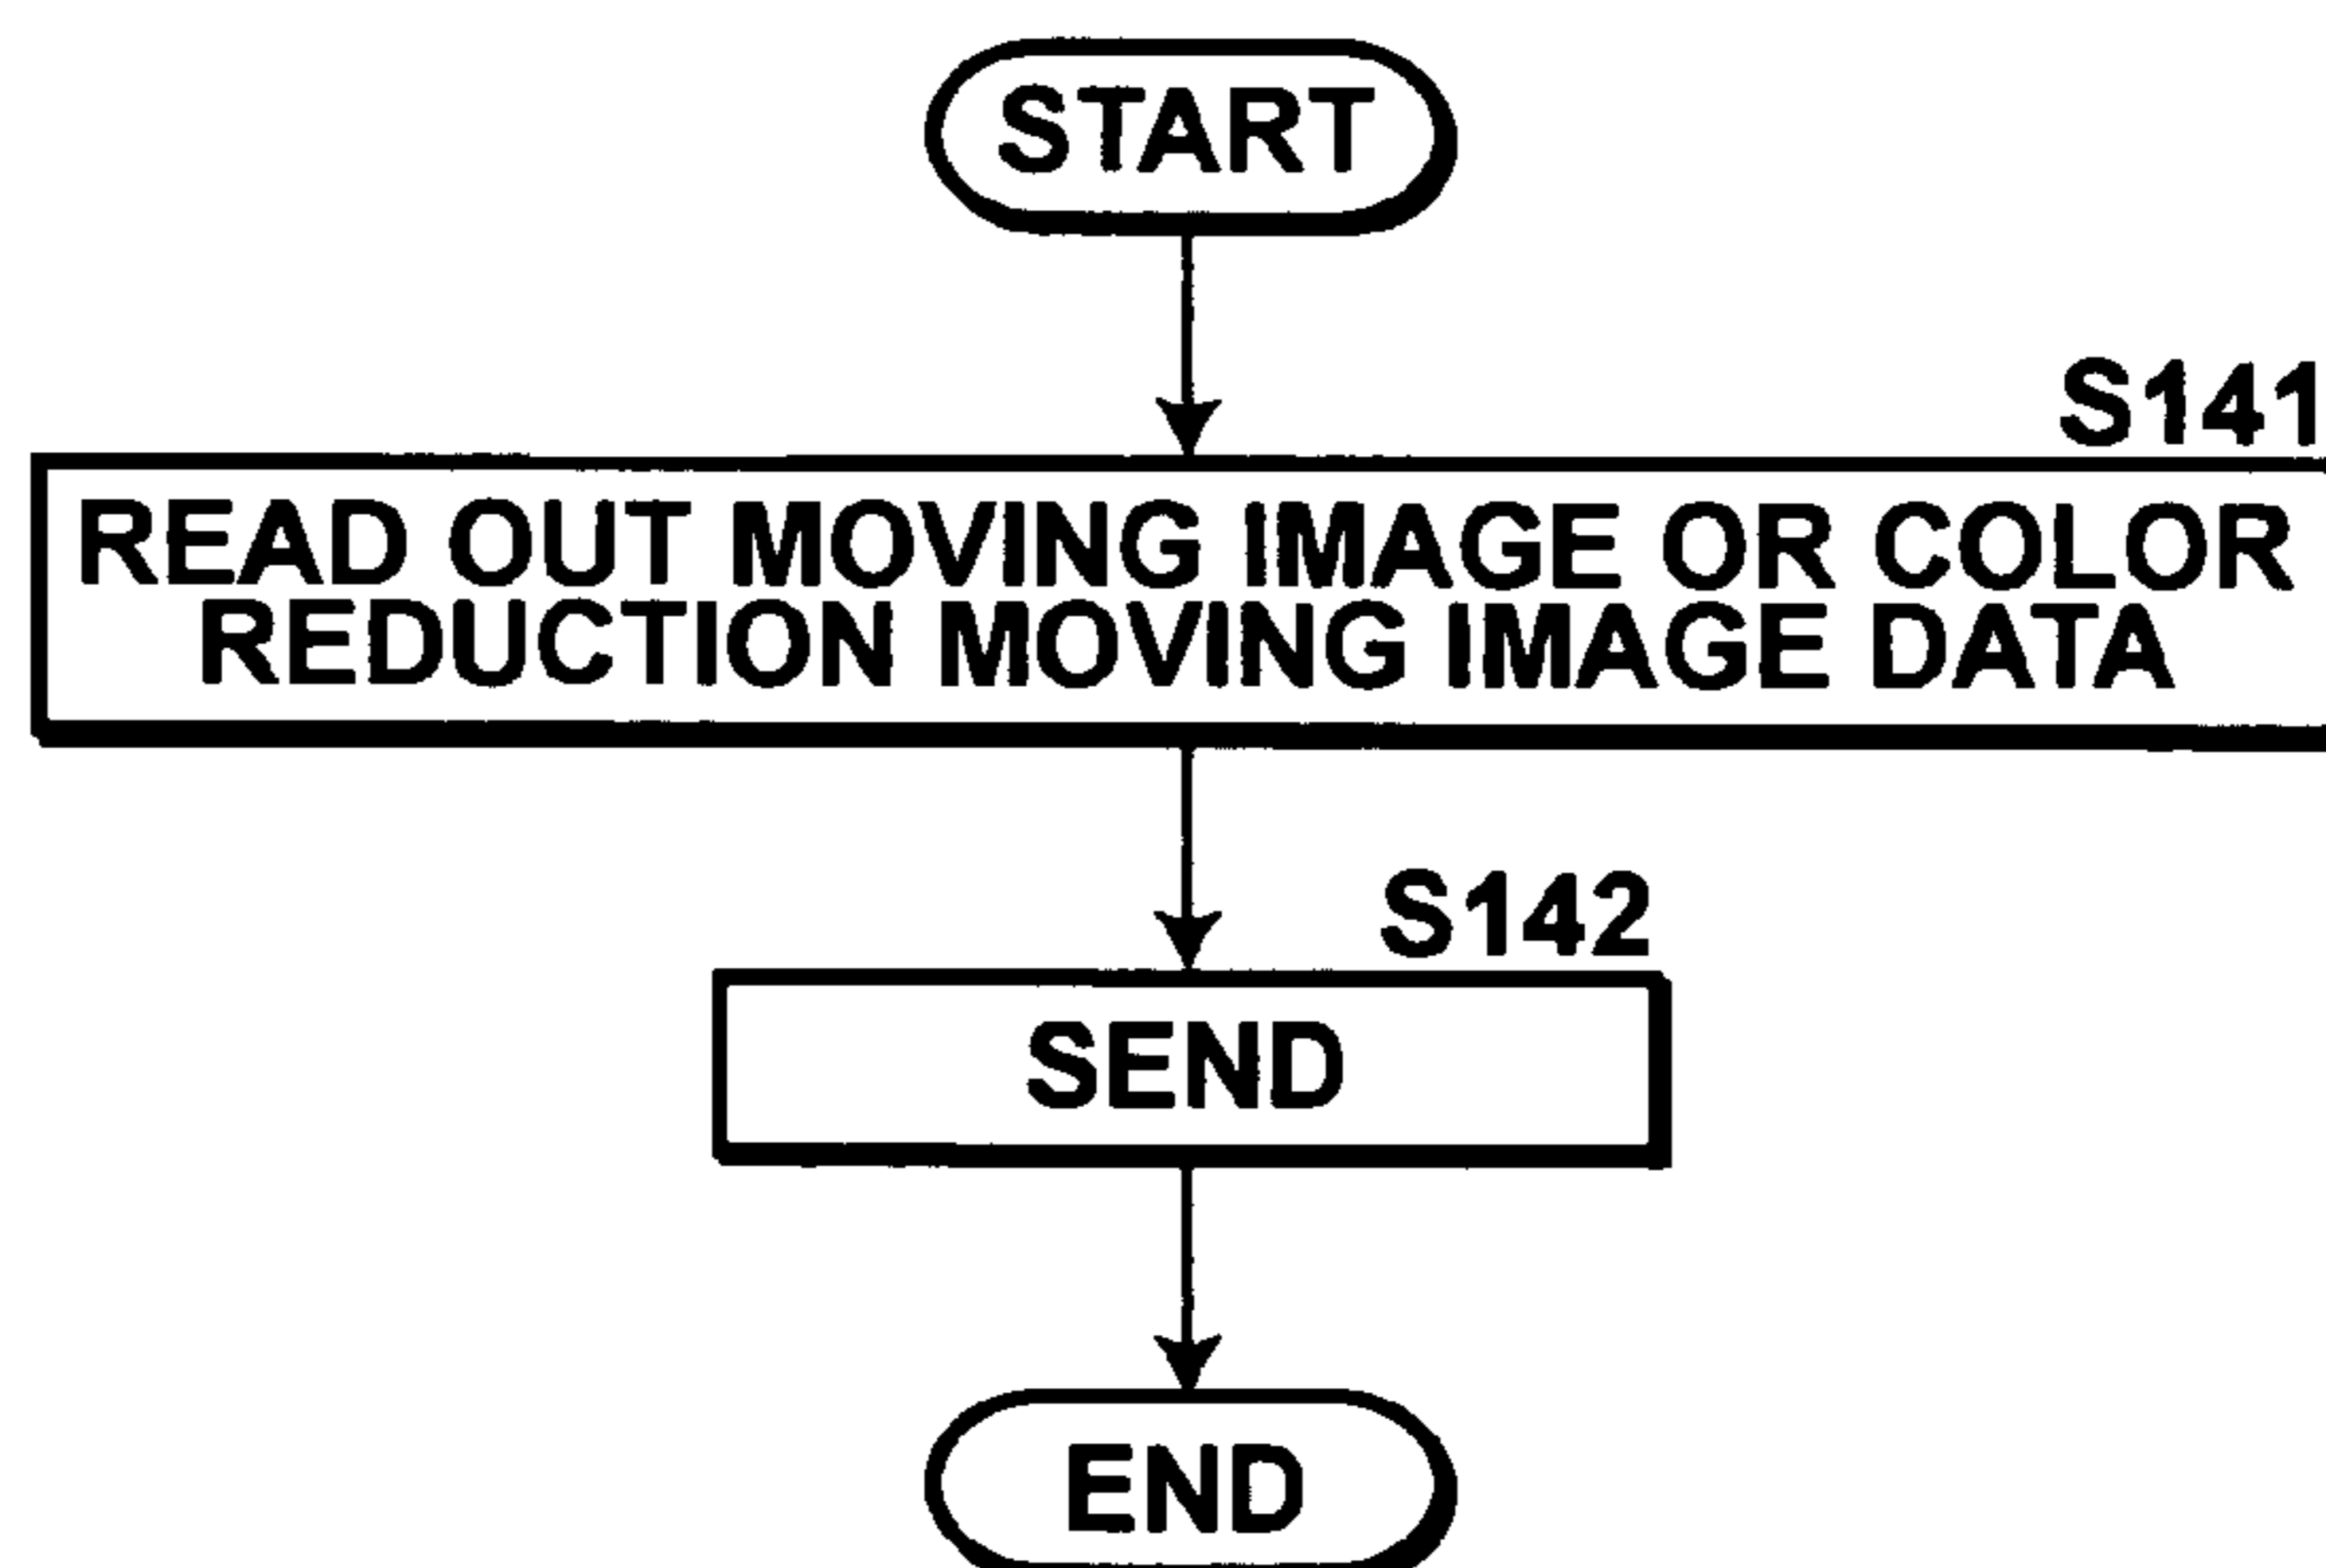 START
S141
READ OUT MOVING IMAGE OR COLOR
REDUCTION MOVING IMAGE DATA
S142
SEND
END